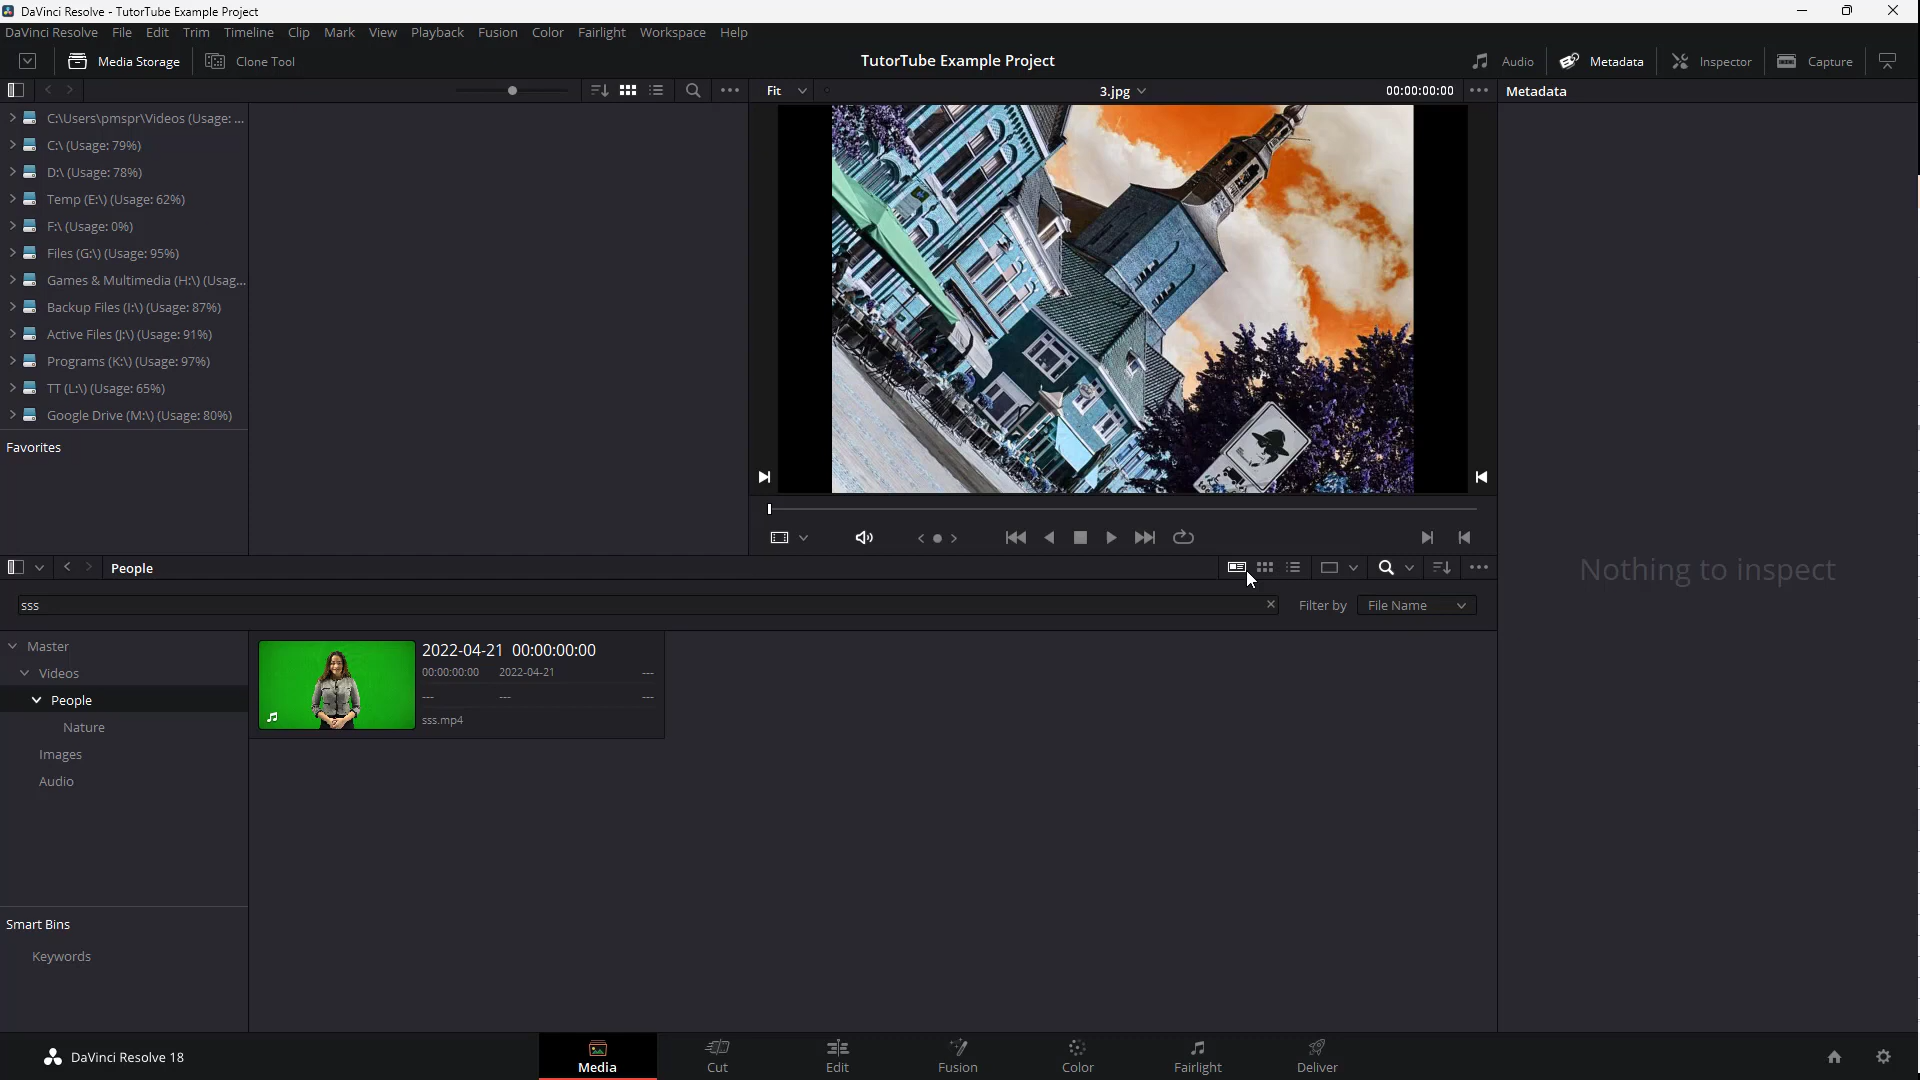 DaVinci Resolve - TutorTube Example Project
DaVinci Resolve File Edit Trim Timeline Clip Mark View Playback Fusion Color Fairlight Workspace Help
Media Storage Clone Tool TutorTube Example Project Audio Metadata Inspector Capture
Fit 3.jpg 00:00:00:00 Metadata
C:\Users\pmspr\Videos (Usage: ...
C:\ (Usage: 79%)
D:\ (Usage: 78%)
Temp (E:\) (Usage: 62%)
F:\ (Usage: 0%)
Files (G:\) (Usage: 95%)
Games & Multimedia (H:\) (Usag...
Backup Files (I:\) (Usage: 87%)
Active Files (J:\) (Usage: 91%)
Programs (K:\) (Usage: 97%)
TT (L:\) (Usage: 65%)
Google Drive (M:\) (Usage: 80%)
Favorites
Nothing to inspect
People
sss Filter by File Name
Master
Videos
People
Nature
Images
Audio
2022-04-21 00:00:00:00
00:00:00:00 2022-04-21 ---
--- --- ---
sss.mp4
Smart Bins
Keywords
DaVinci Resolve 18
Media Cut Edit Fusion Color Fairlight Deliver